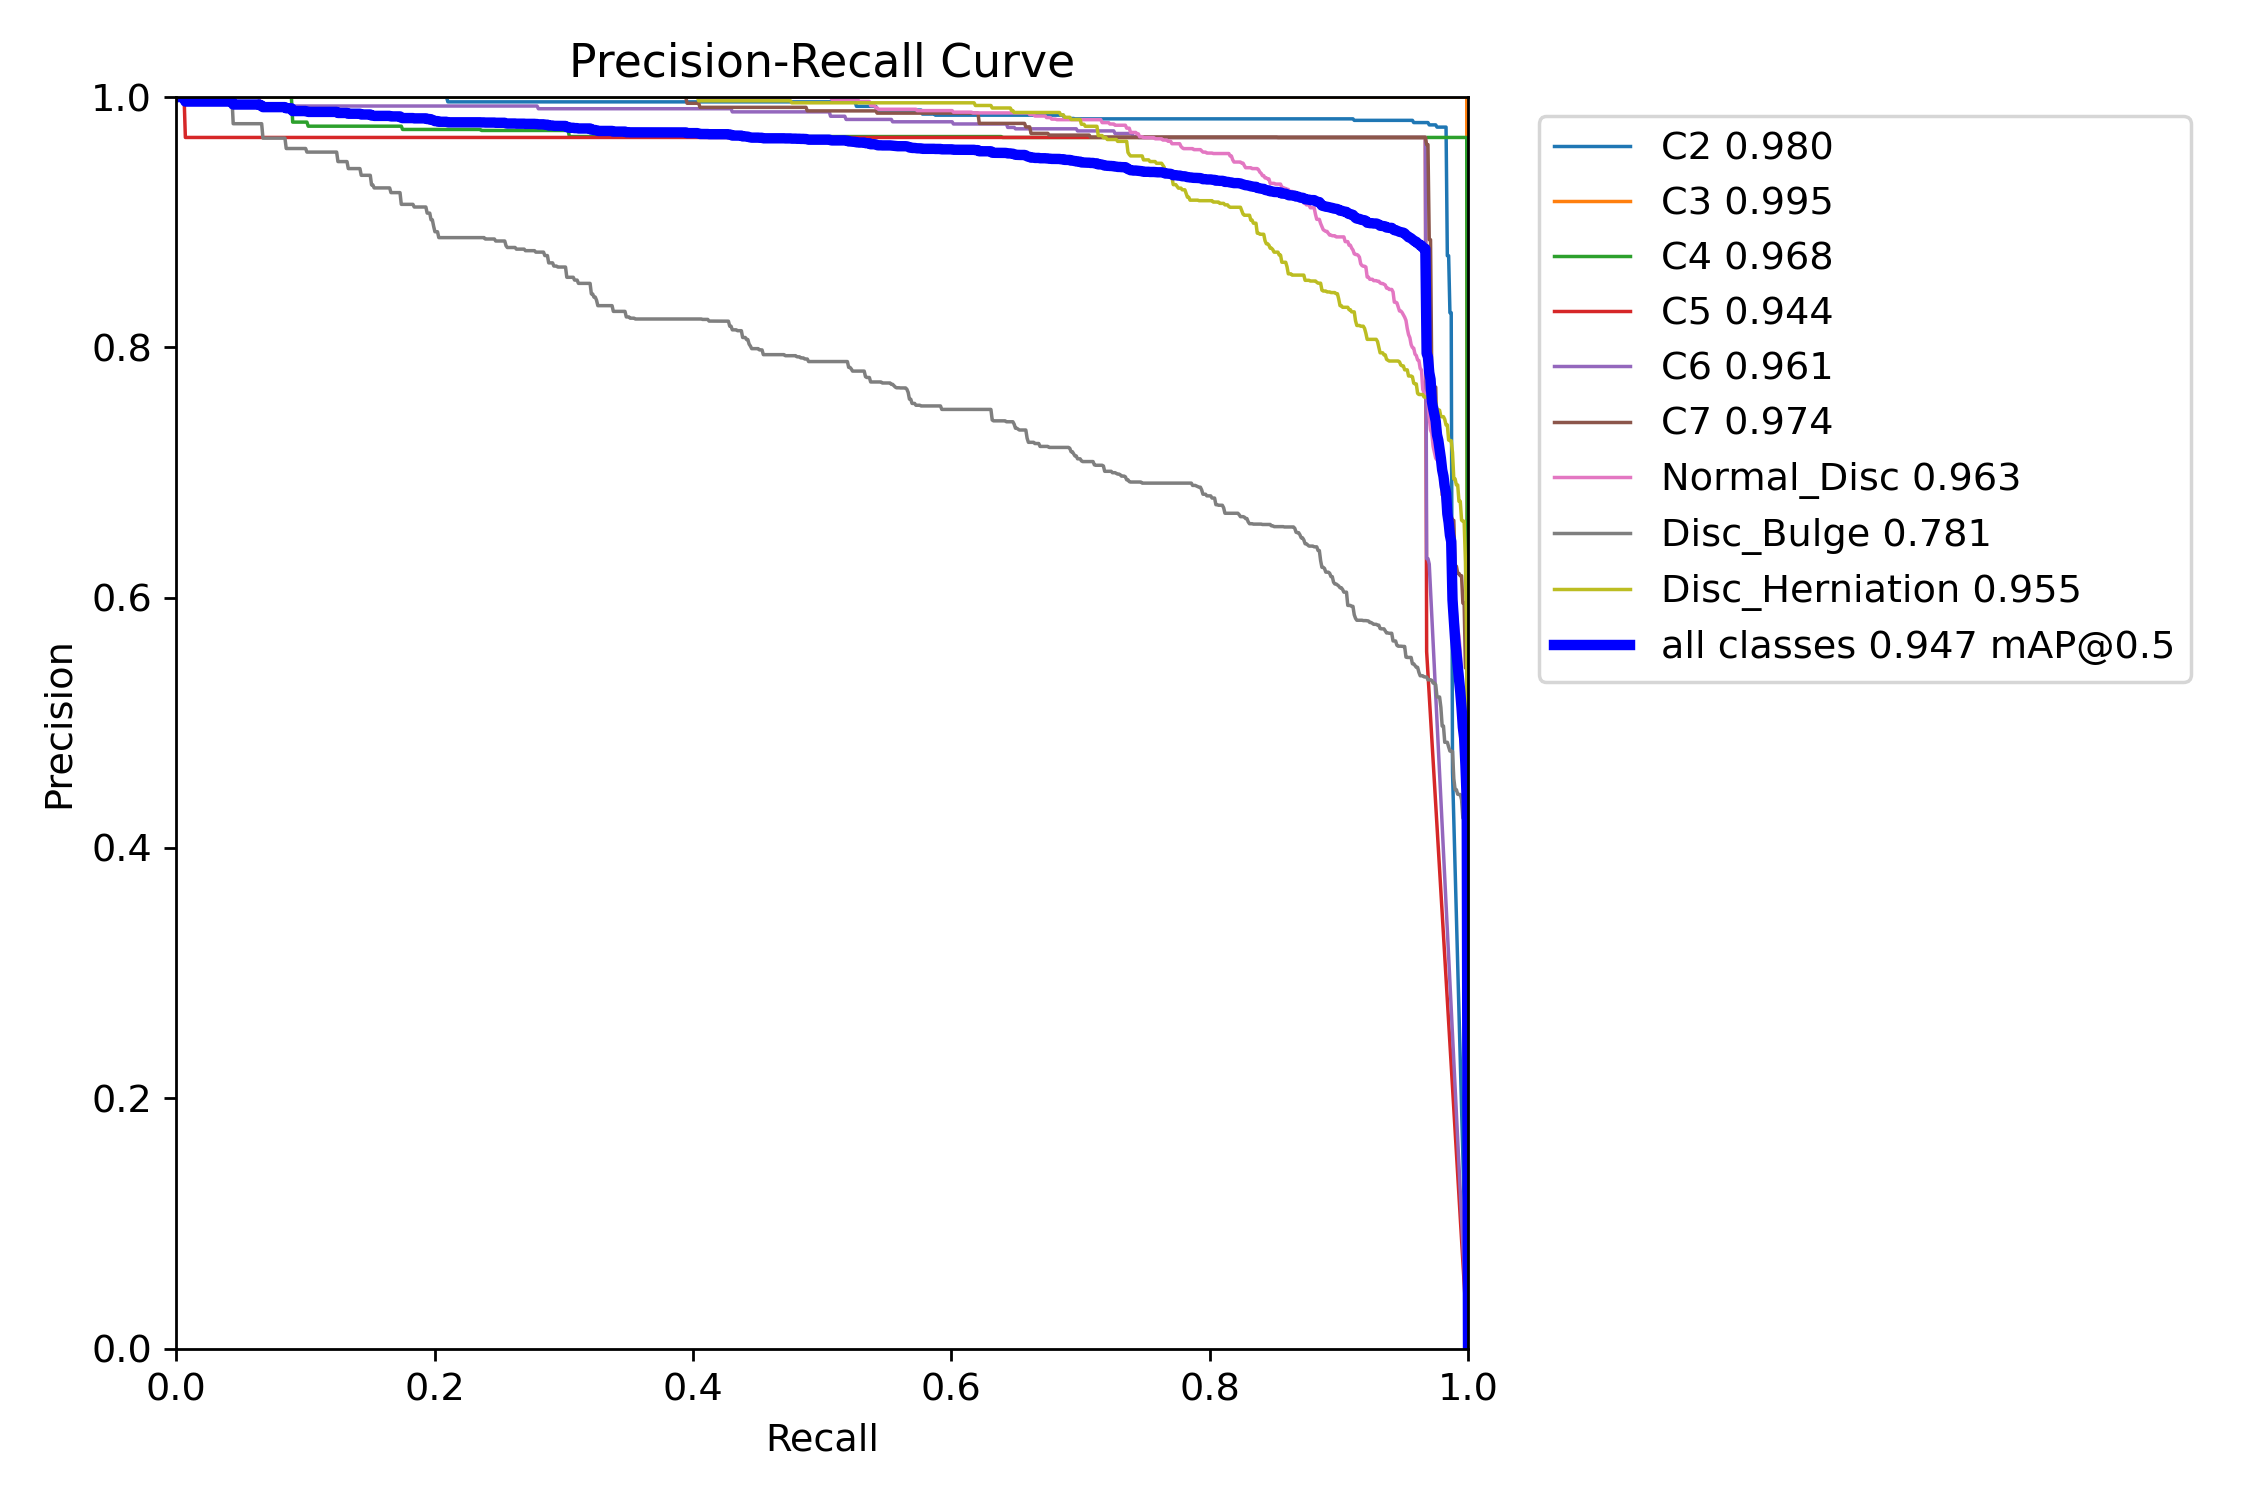 Precision-Recall Curve
1.0
0.8
0.6
0.4
0.2
0.0
Precision
0.0 0.2 0.4 0.6 0.8 1.0
Recall
C2 0.980
C3 0.995
C4 0.968
C5 0.944
C6 0.961
C7 0.974
Normal_Disc 0.963
Disc_Bulge 0.781
Disc_Herniation 0.955
all classes 0.947 mAP@0.5